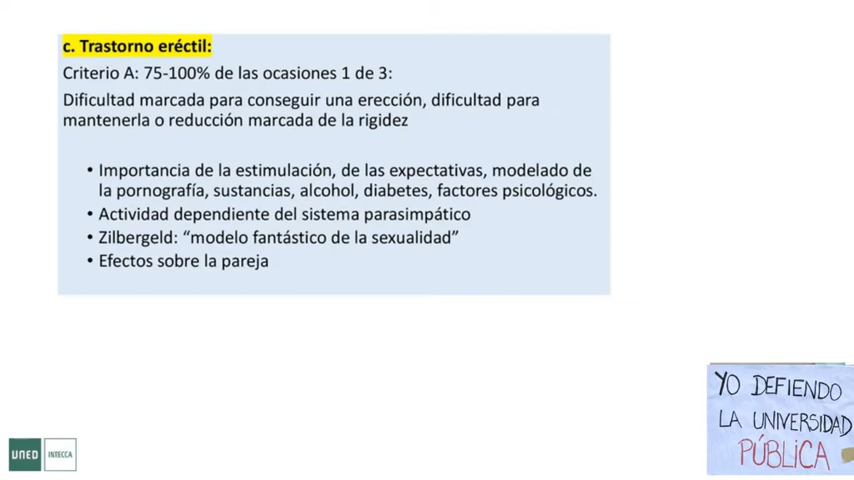 c. Trastorno eréctil:
Criterio A: 75-100% de las ocasiones 1 de 3:
Dificultad marcada para conseguir una erección, dificultad para
mantenerla o reducción marcada de la rigidez
• Importancia de la estimulación, de las expectativas, modelado de
la pornografía, sustancias, alcohol, diabetes, factores psicológicos.
• Actividad dependiente del sistema parasimpático
• Zilbergeld: “modelo fantástico de la sexualidad”
• Efectos sobre la pareja
YO DEFIENDO
LA UNIVERSIDAD
PÚBLICA
UNED INTECCA